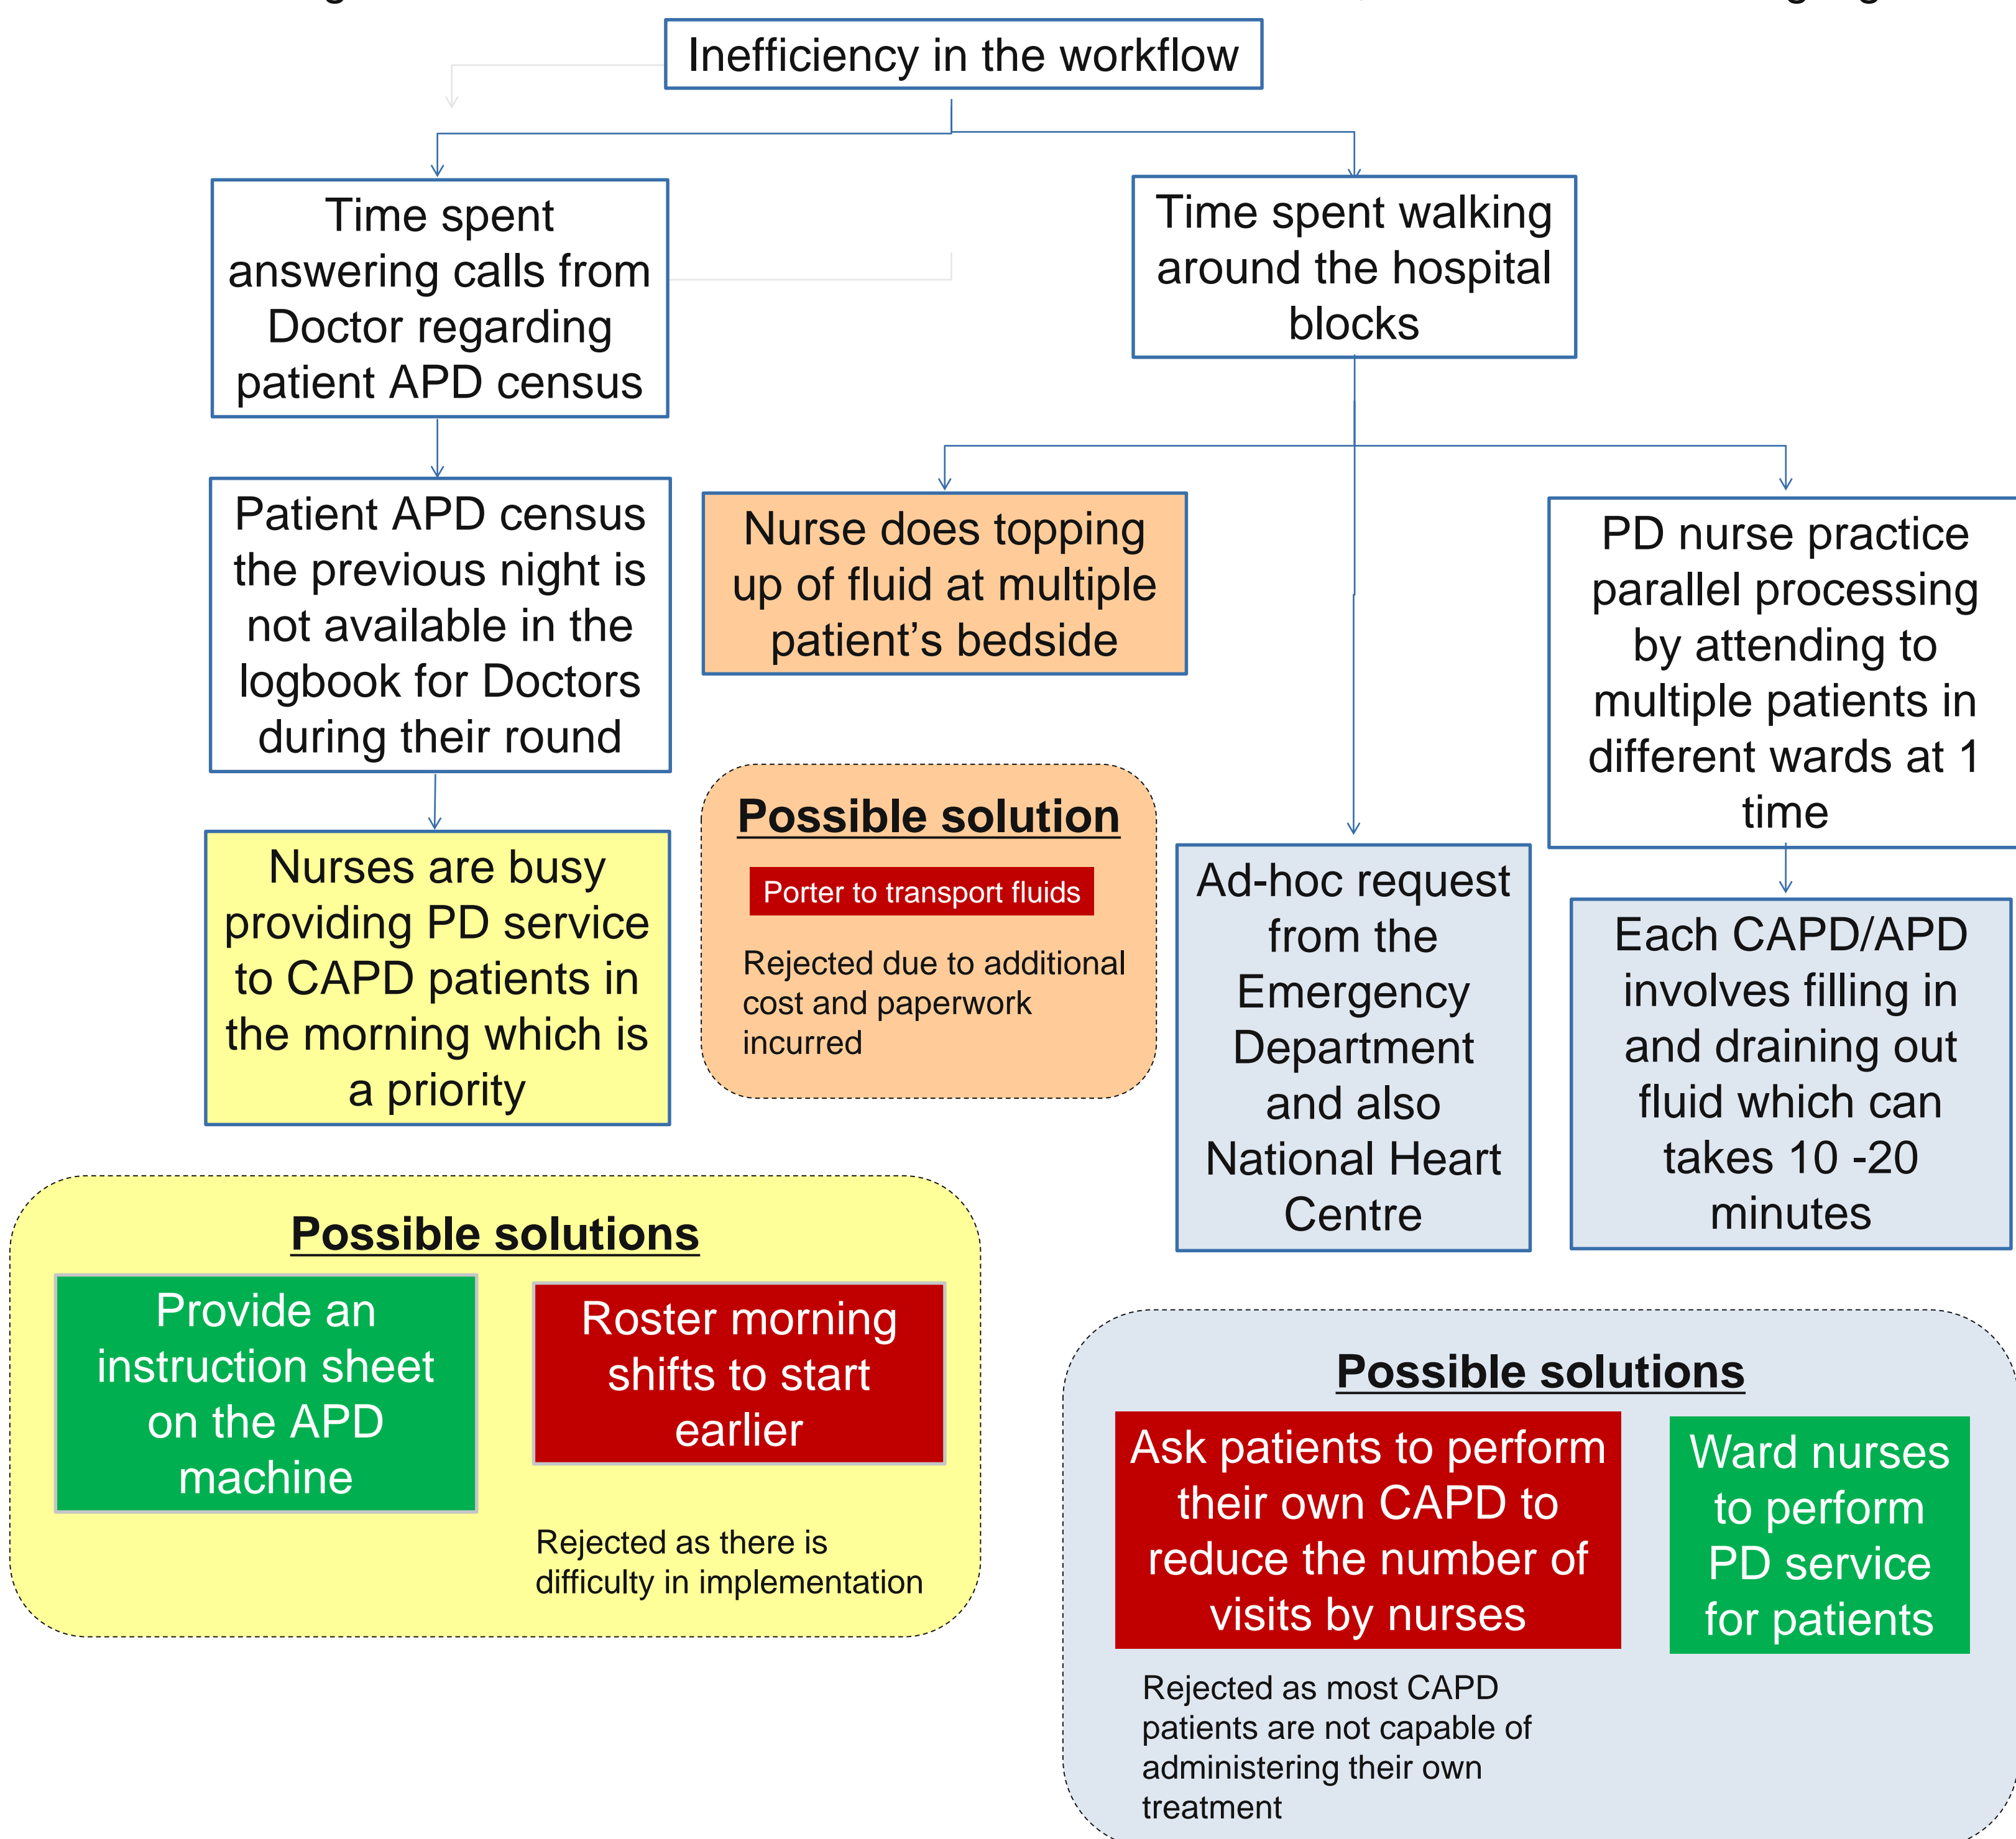 Inefficiency in the workflow
Time spent
answering calls from
Doctor regarding
patient APD census
Time spent walking
around the hospital
blocks
Patient APD census
the previous night is
not available in the
logbook for Doctors
during their round
Nurse does topping
up of fluid at multiple
patient’s bedside
PD nurse practice
parallel processing
by attending to
multiple patients in
different wards at 1
time
Nurses are busy
providing PD service
to CAPD patients in
the morning which is
a priority
Possible solution
Porter to transport fluids
Rejected due to additional
cost and paperwork
incurred
Ad-hoc request
from the
Emergency
Department
and also
National Heart
Centre
Each CAPD/APD
involves filling in
and draining out
fluid which can
takes 10 -20
minutes
Possible solutions
Provide an
instruction sheet
on the APD
machine
Roster morning
shifts to start
earlier
Rejected as there is
difficulty in implementation
Possible solutions
Ask patients to perform
their own CAPD to
reduce the number of
visits by nurses
Rejected as most CAPD
patients are not capable of
administering their own
treatment
Ward nurses
to perform
PD service
for patients